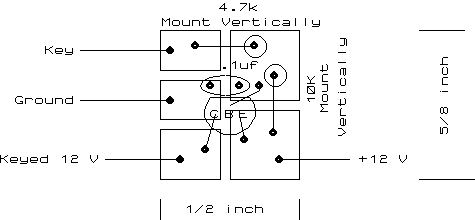 4.7k
Mount Vertically
Key
.1uf
10K
Mount
Vertically
Ground
CBE
5/8 inch
Keyed 12 V
+12 V
1/2 inch